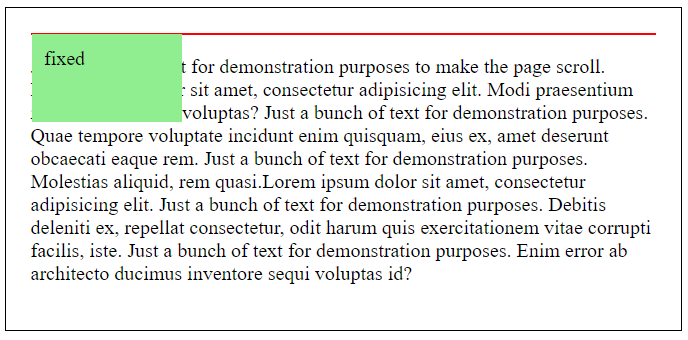 fixed
t for demonstration purposes to make the page scroll.
sit amet, consectetur adipisicing elit. Modi praesentium
voluptas? Just a bunch of text for demonstration purposes.
Quae tempore voluptate incidunt enim quisquam, eius ex, amet deserunt
obcaecati eaque rem. Just a bunch of text for demonstration purposes.
Molestias aliquid, rem quasi.Lorem ipsum dolor sit amet, consectetur
adipisicing elit. Just a bunch of text for demonstration purposes. Debitis
deleniti ex, repellat consectetur, odit harum quis exercitationem vitae corrupti
facilis, iste. Just a bunch of text for demonstration purposes. Enim error ab
architecto ducimus inventore sequi voluptas id?